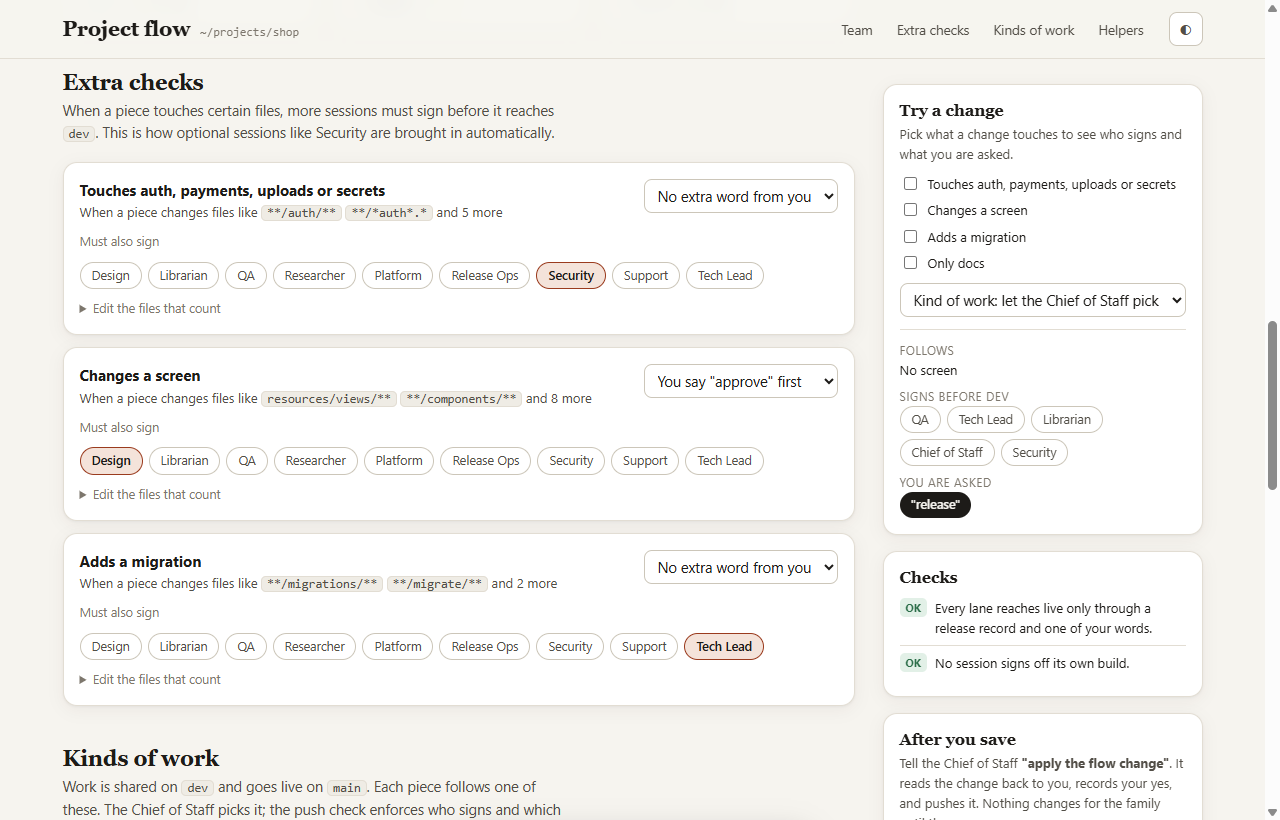 Project flow ~/projects/shop
Team Extra checks Kinds of work Helpers
Extra checks
When a piece touches certain files, more sessions must sign before it reaches
dev. This is how optional sessions like Security are brought in automatically.
Touches auth, payments, uploads or secrets
No extra word from you
When a piece changes files like **/auth/** **/*auth*.* and 5 more
Must also sign
Design Librarian QA Researcher Platform Release Ops Security Support Tech Lead
Edit the files that count
Changes a screen
You say "approve" first
When a piece changes files like resources/views/** **/components/** and 8 more
Must also sign
Design Librarian QA Researcher Platform Release Ops Security Support Tech Lead
Edit the files that count
Adds a migration
No extra word from you
When a piece changes files like **/migrations/** **/migrate/** and 2 more
Must also sign
Design Librarian QA Researcher Platform Release Ops Security Support Tech Lead
Edit the files that count
Kinds of work
Work is shared on dev and goes live on main. Each piece follows one of
these. The Chief of Staff picks it; the push check enforces who signs and which
Try a change
Pick what a change touches to see who signs and
what you are asked.
Touches auth, payments, uploads or secrets
Changes a screen
Adds a migration
Only docs
Kind of work: let the Chief of Staff pick
FOLLOWS
No screen
SIGNS BEFORE DEV
QA Tech Lead Librarian
Chief of Staff Security
YOU ARE ASKED
"release"
Checks
OK Every lane reaches live only through a
release record and one of your words.
OK No session signs off its own build.
After you save
Tell the Chief of Staff "apply the flow change". It
reads the change back to you, records your yes,
and pushes it. Nothing changes for the family